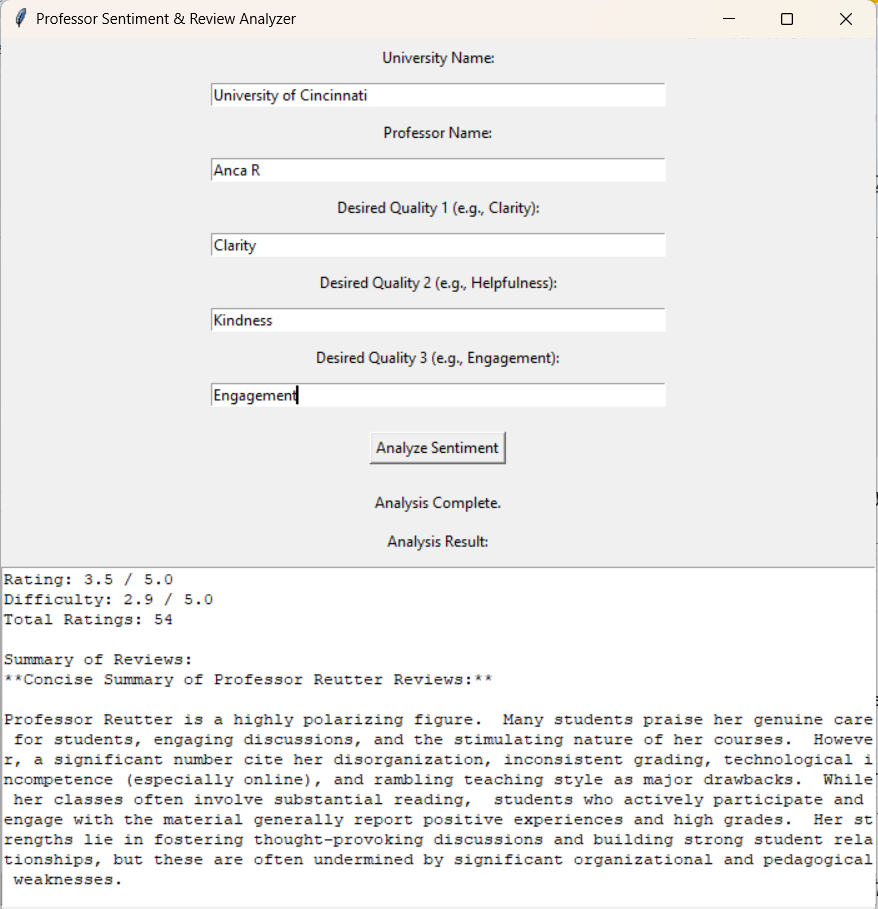 Professor Sentiment & Review Analyzer
University Name:
University of Cincinnati
Professor Name:
Anca R
Desired Quality 1 (e.g., Clarity):
Clarity
Desired Quality 2 (e.g., Helpfulness):
Kindness
Desired Quality 3 (e.g., Engagement):
Engagement
Analyze Sentiment
Analysis Complete.
Analysis Result:
Rating: 3.5 / 5.0
Difficulty: 2.9 / 5.0
Total Ratings: 54
Summary of Reviews:
**Concise Summary of Professor Reutter Reviews:**
Professor Reutter is a highly polarizing figure.  Many students praise her genuine care
 for students, engaging discussions, and the stimulating nature of her courses.  Howeve
r, a significant number cite her disorganization, inconsistent grading, technological i
ncompetence (especially online), and rambling teaching style as major drawbacks.  While
 her classes often involve substantial reading,  students who actively participate and
engage with the material generally report positive experiences and high grades.  Her st
rengths lie in fostering thought-provoking discussions and building strong student rela
tionships, but these are often undermined by significant organizational and pedagogical
 weaknesses.